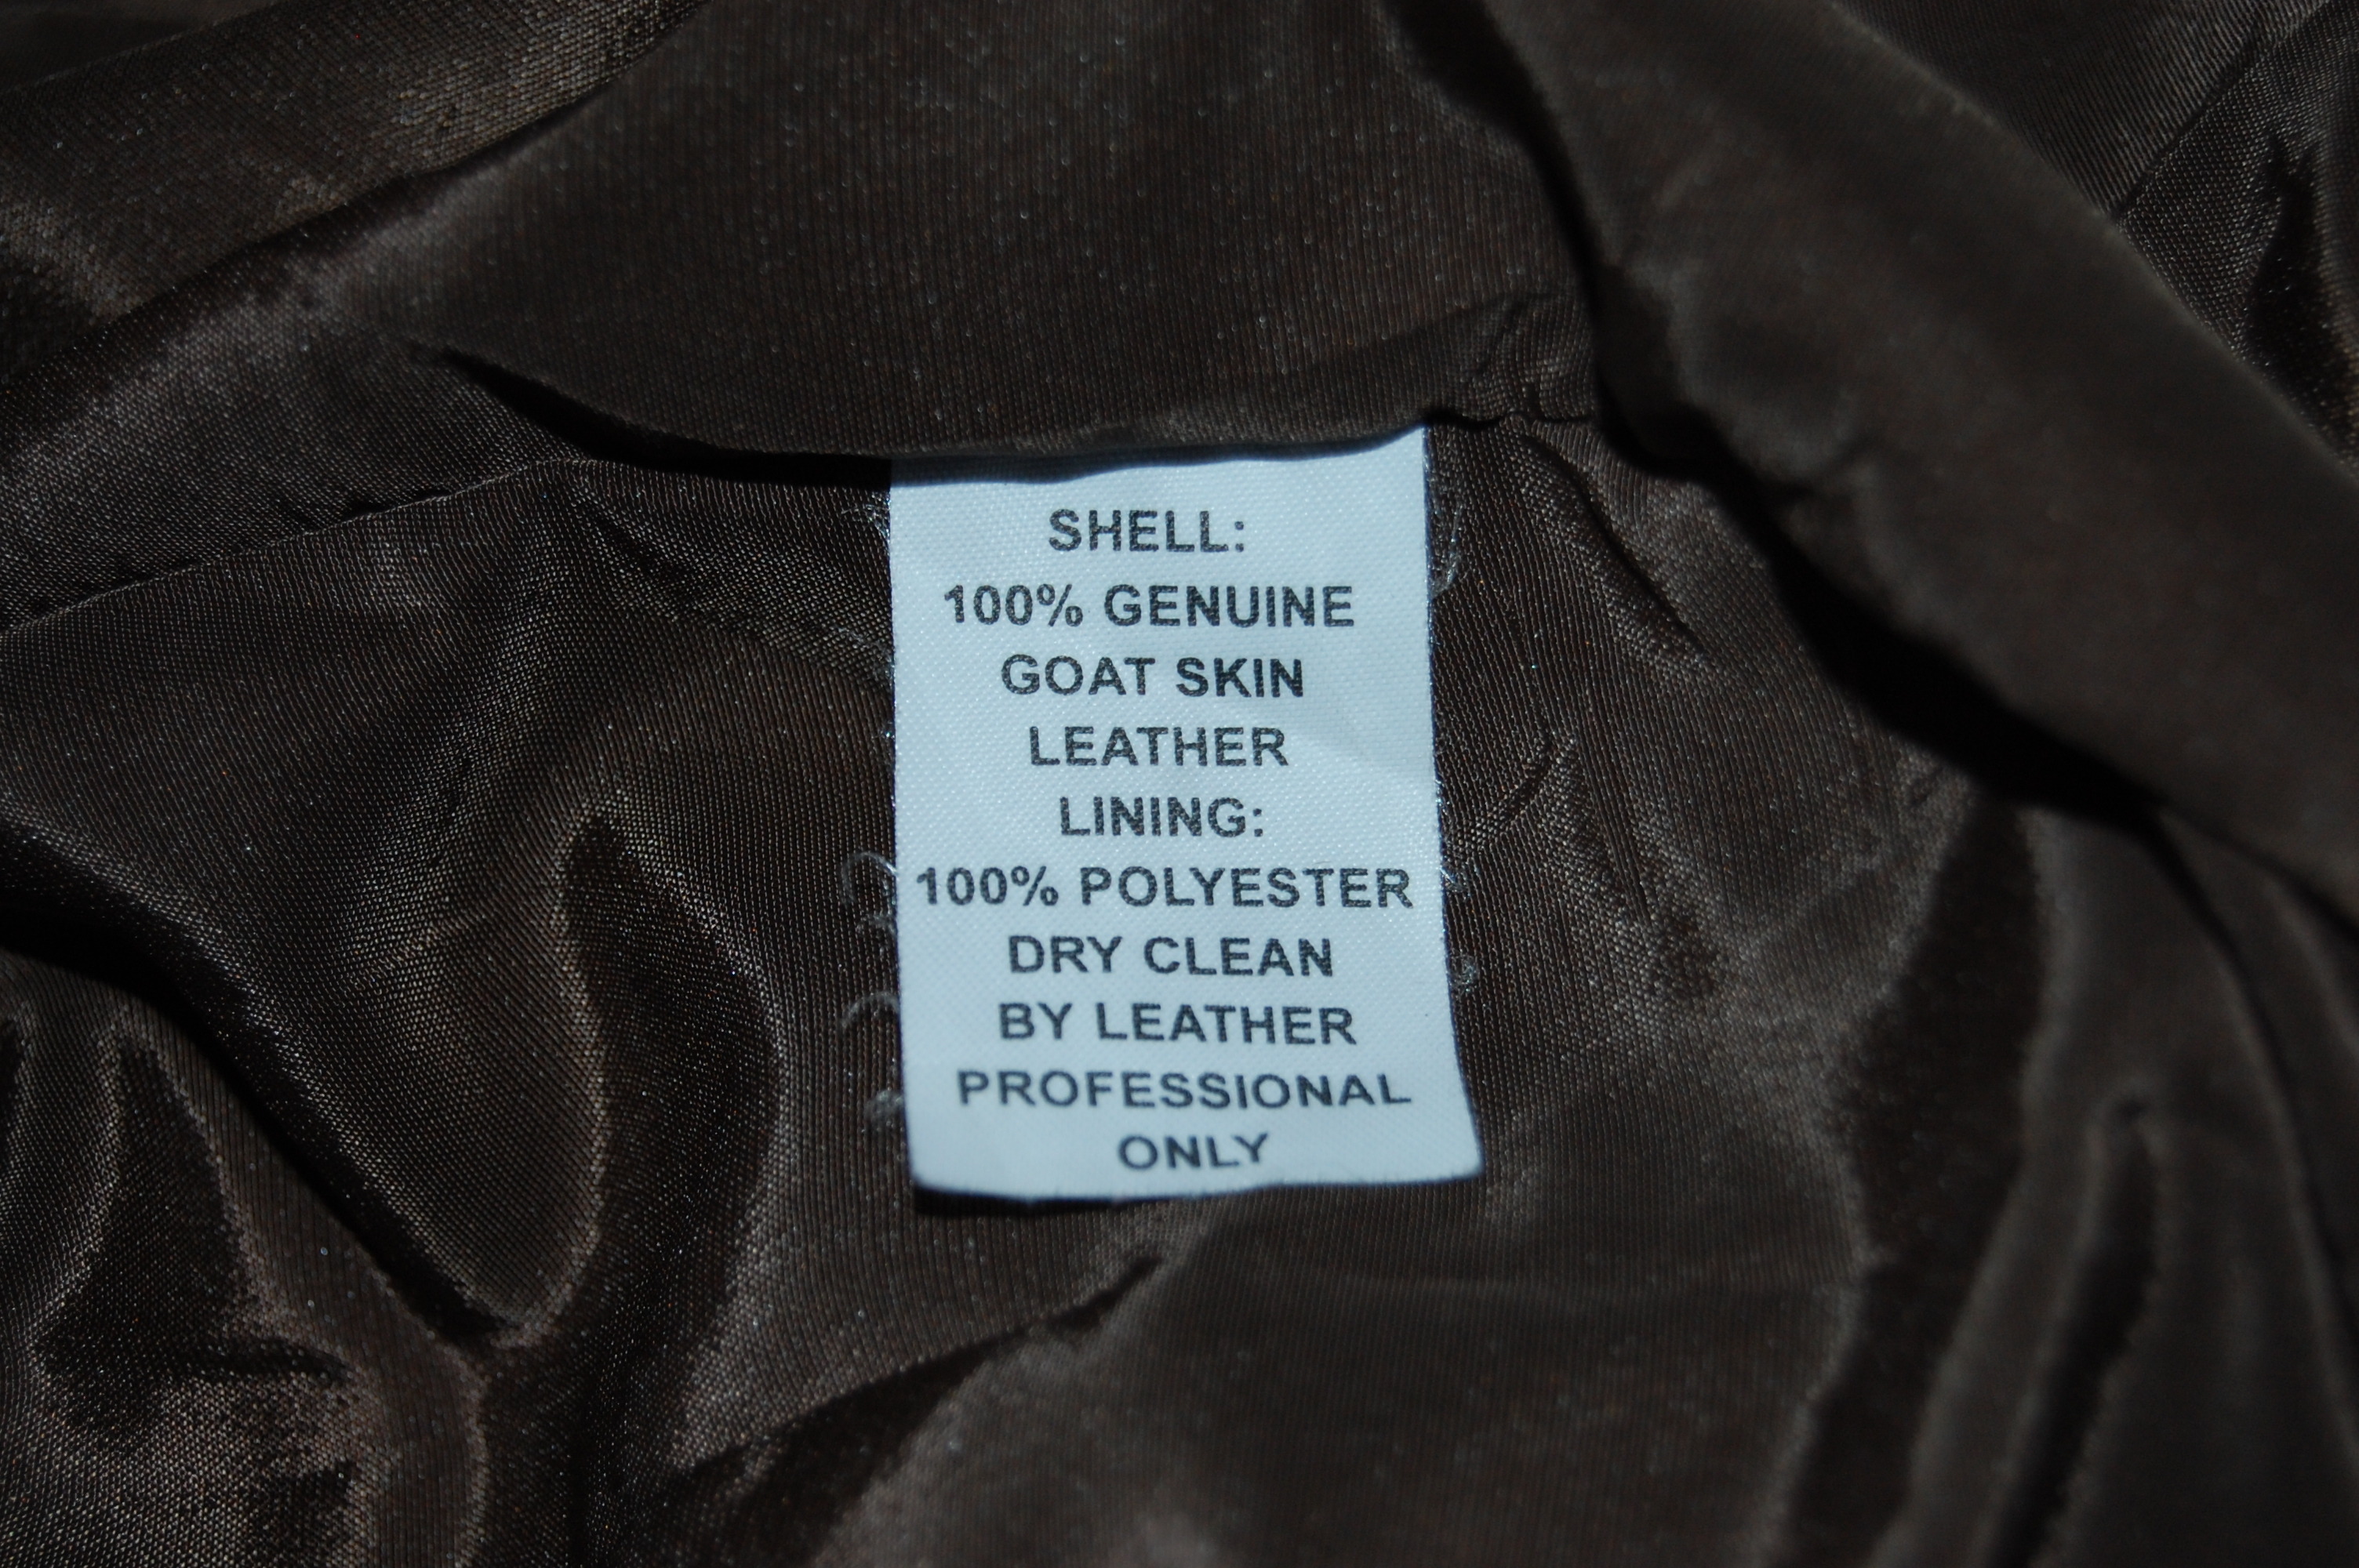 SHELL:
100% GENUINE
GOAT SKIN
LEATHER
LINING:
100% POLYESTER
DRY CLEAN
BY LEATHER
PROFESSIONAL
ONLY